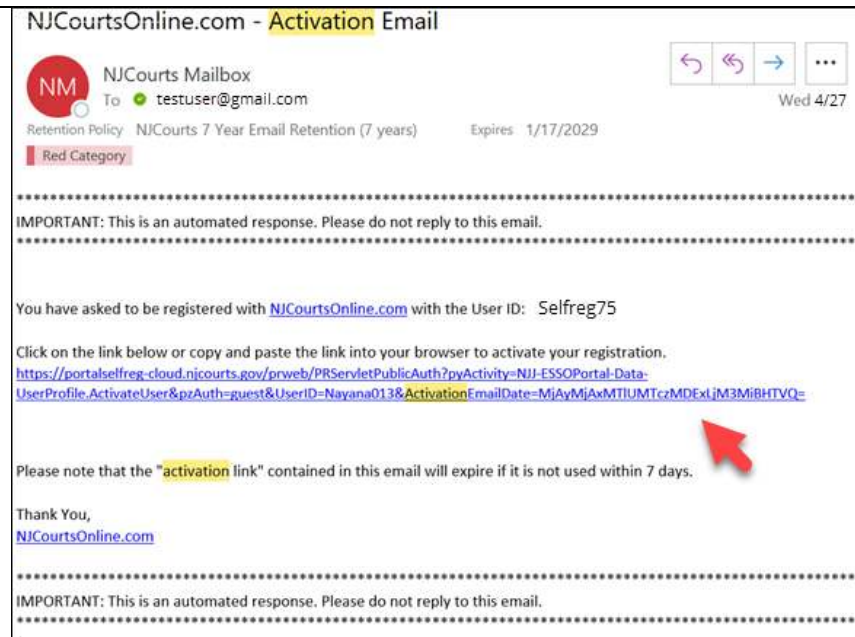 NJCourtsOnline.com - Activation Email
NM
NJCourts Mailbox
To testuser@gmail.com
Wed 4/27
Retention Policy NJCourts 7 Year Email Retention (7 years) Expires 1/17/2029
Red Category
************************************************************************************
IMPORTANT: This is an automated response. Please do not reply to this email.
************************************************************************************
You have asked to be registered with NJCourtsOnline.com with the User ID: Selfreg75
Click on the link below or copy and paste the link into your browser to activate your registration.
https://portalselfreg-cloud.njcourts.gov/prweb/PRServletPublicAuth?pyActivity=NJJ-ESSOPortal-Data-
UserProfile.ActivateUser&pzAuth=guest&UserID=Nayana013&ActivationEmailDate=MjAyMjAxMTlUMTczMDExLjM3MiBHTVQ=
Please note that the "activation link" contained in this email will expire if it is not used within 7 days.
Thank You,
NJCourtsOnline.com
************************************************************************************
IMPORTANT: This is an automated response. Please do not reply to this email.
************************************************************************************